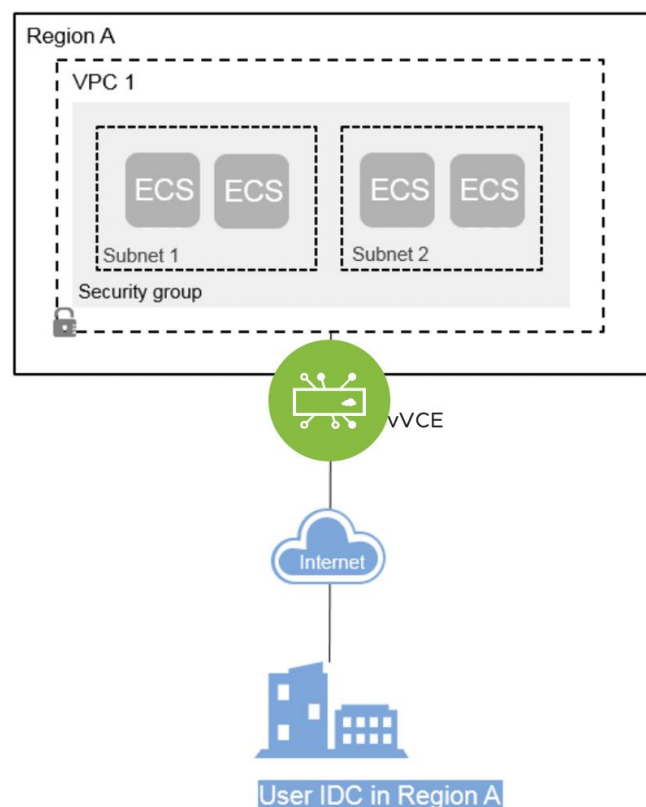 Region A
VPC 1
ECS ECS ECS ECS
Subnet 1 Subnet 2
Security group
vVCE
Internet
User IDC in Region A